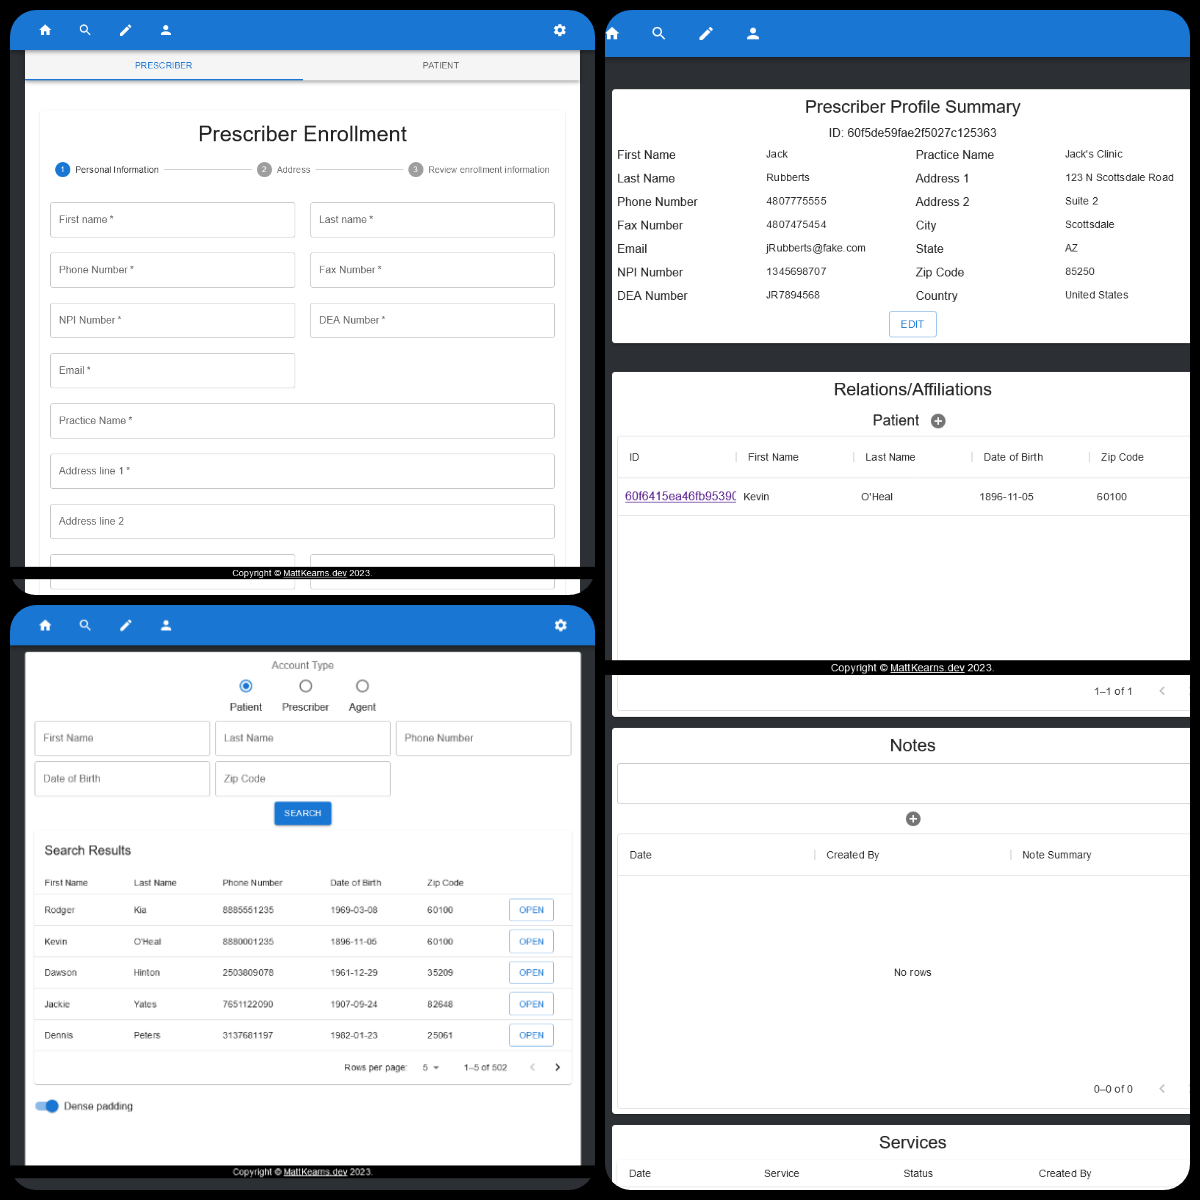 PRESCRIBER PATIENT
Prescriber Enrollment
1 Personal Information 2 Address 3 Review enrollment information
First name * Last name *
Phone Number * Fax Number *
NPI Number * DEA Number *
Email *
Practice Name *
Address line 1 *
Address line 2
Copyright © MattKearns.dev 2023.
Prescriber Profile Summary
ID: 60f5de59fae2f5027c125363
First Name Jack Practice Name Jack's Clinic
Last Name Rubberts Address 1 123 N Scottsdale Road
Phone Number 4807775555 Address 2 Suite 2
Fax Number 4807475454 City Scottsdale
Email jRubberts@fake.com State AZ
NPI Number 1345698707 Zip Code 85250
DEA Number JR7894568 Country United States
EDIT
Relations/Affiliations
Patient
ID First Name Last Name Date of Birth Zip Code
60f6415ea46fb95390 Kevin O'Heal 1896-11-05 60100
Copyright © MattKearns.dev 2023.
1–1 of 1
Notes
Date Created By Note Summary
No rows
0–0 of 0
Services
Date Service Status Created By
Account Type
Patient Prescriber Agent
First Name Last Name Phone Number
Date of Birth Zip Code
SEARCH
Search Results
First Name Last Name Phone Number Date of Birth Zip Code
Rodger Kia 8885551235 1969-03-08 60100 OPEN
Kevin O'Heal 8880001235 1896-11-05 60100 OPEN
Dawson Hinton 2503809078 1961-12-29 35209 OPEN
Jackie Yates 7651122090 1907-09-24 82648 OPEN
Dennis Peters 3137681197 1982-01-23 25061 OPEN
Rows per page: 5 1–5 of 502
Dense padding
Copyright © MattKearns.dev 2023.